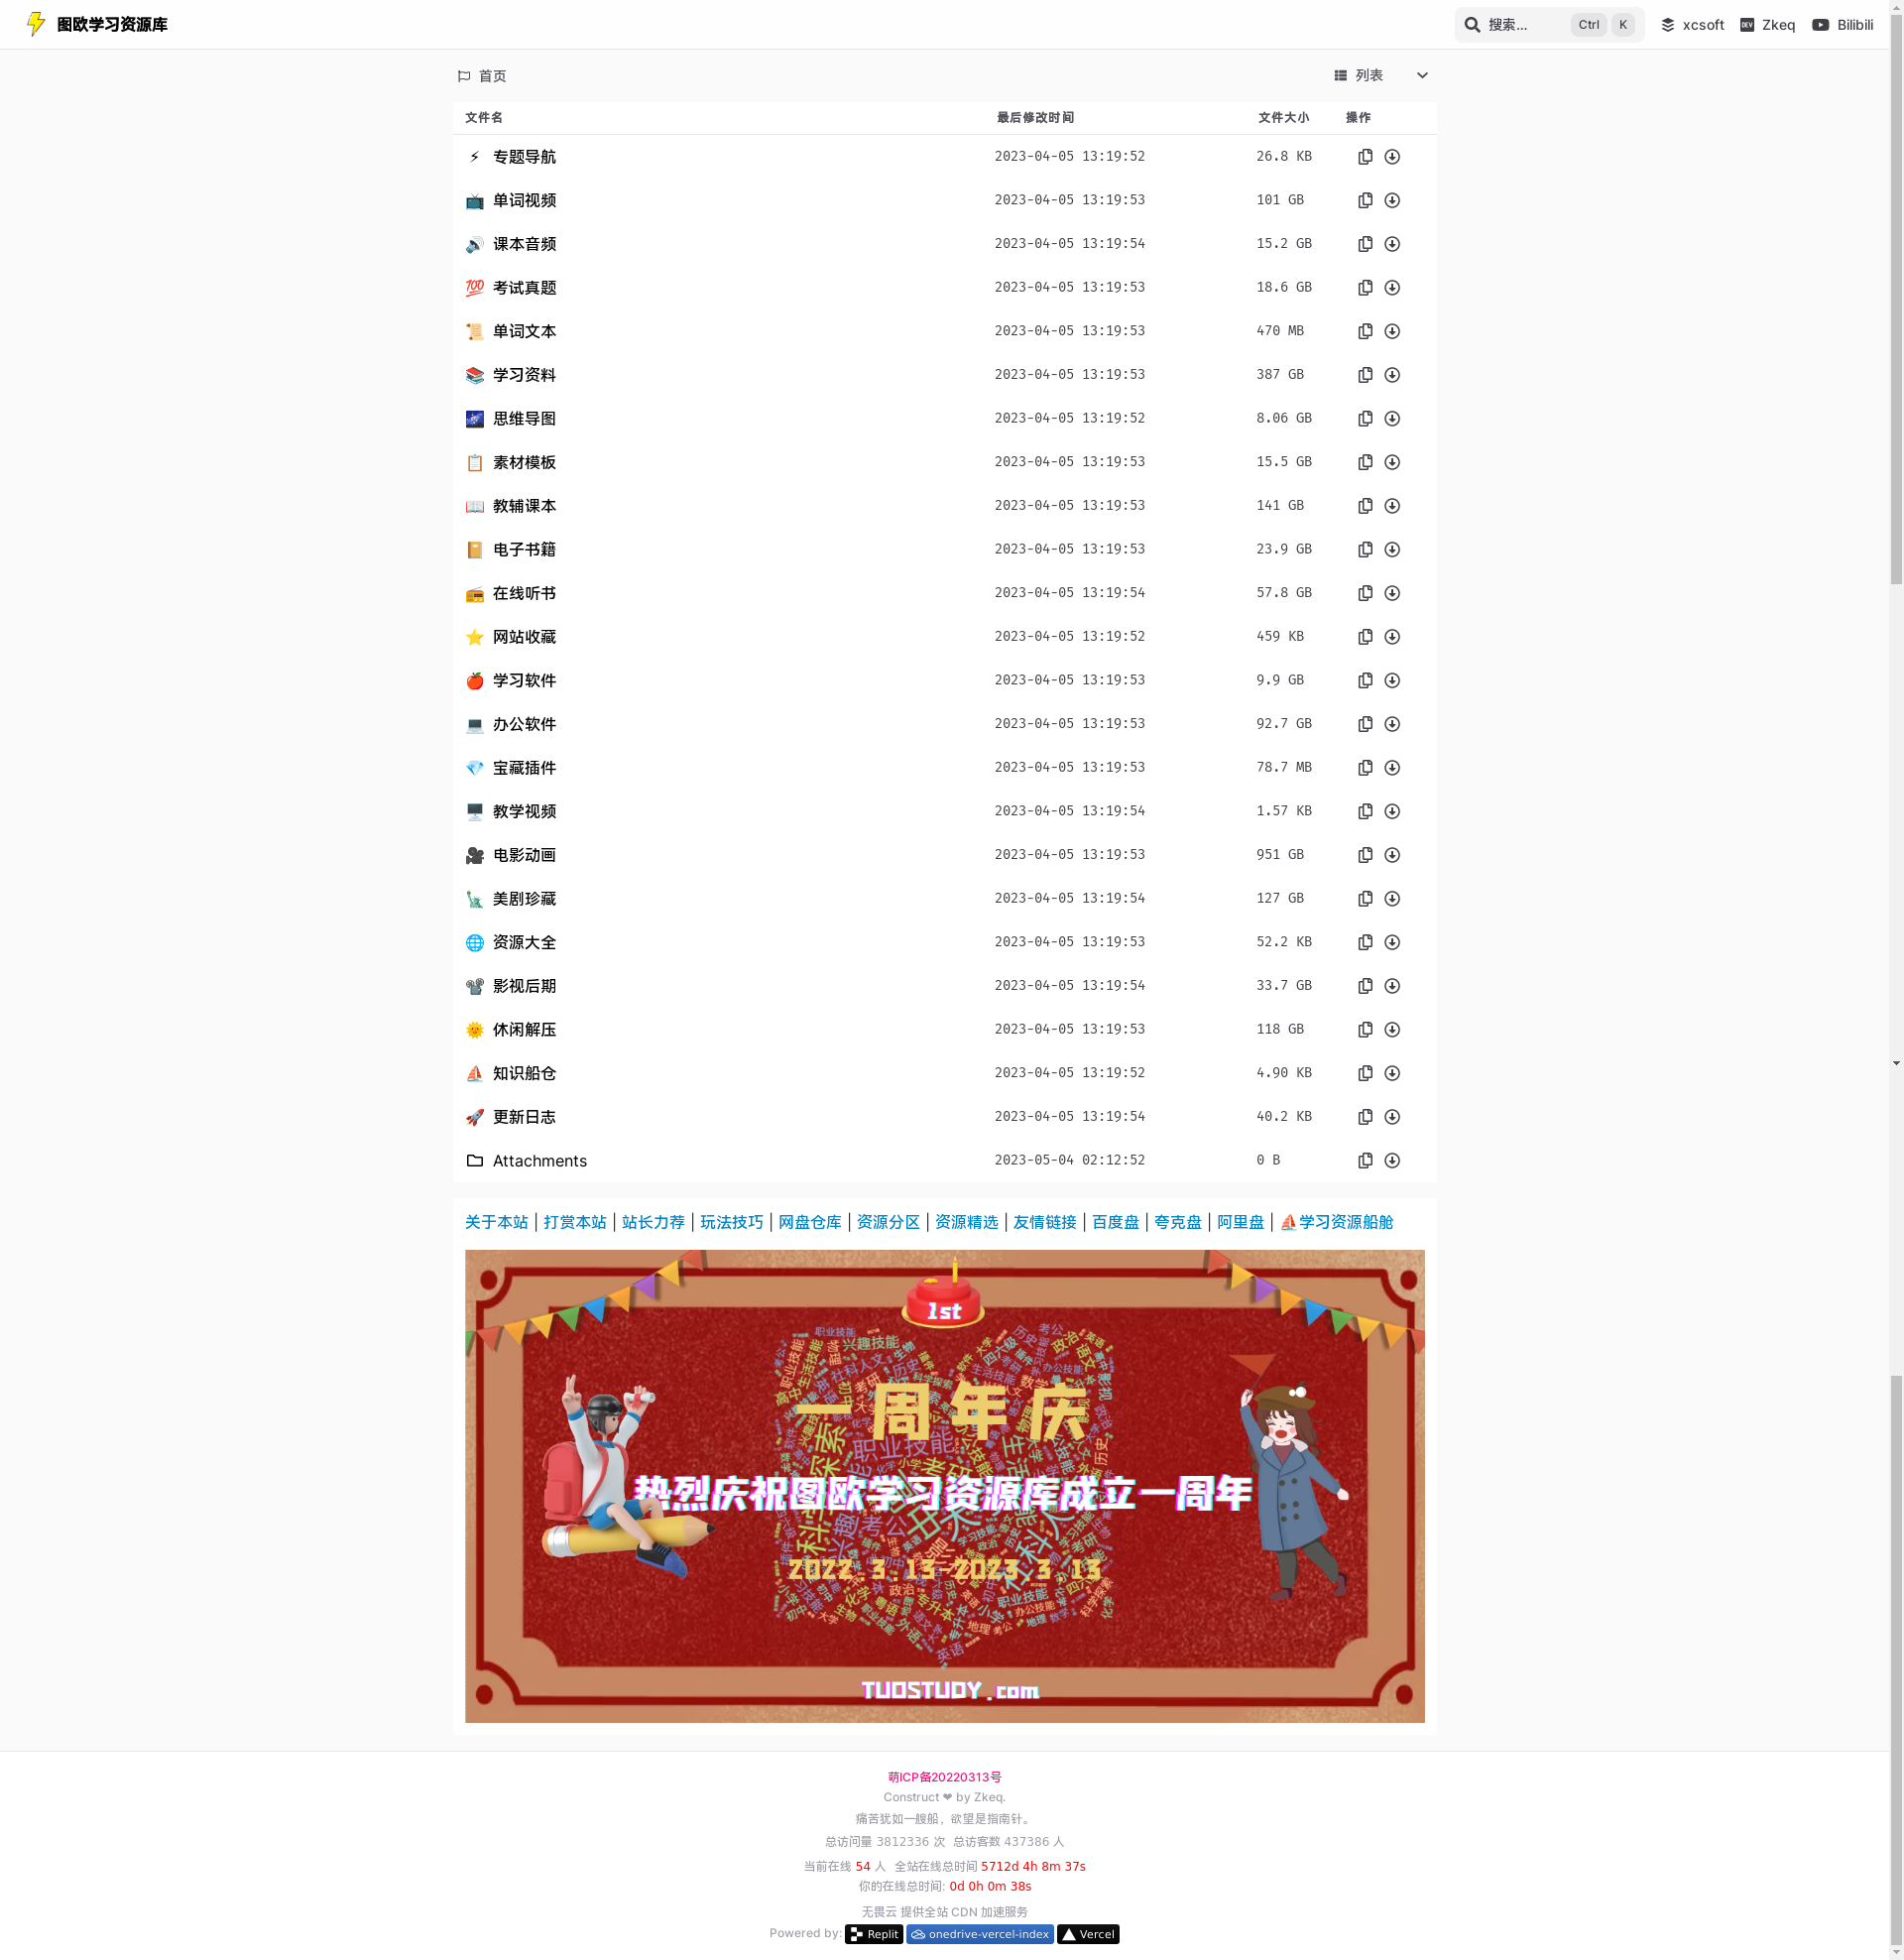 图欧学习资源库 搜索... Ctrl K xcsoft Zkeq Bilibili
首页 列表
文件名 最后修改时间 文件大小 操作
专题导航 2023-04-05 13:19:52 26.8 KB
单词视频 2023-04-05 13:19:53 101 GB
课本音频 2023-04-05 13:19:54 15.2 GB
考试真题 2023-04-05 13:19:53 18.6 GB
单词文本 2023-04-05 13:19:53 470 MB
学习资料 2023-04-05 13:19:53 387 GB
思维导图 2023-04-05 13:19:52 8.06 GB
素材模板 2023-04-05 13:19:53 15.5 GB
教辅课本 2023-04-05 13:19:53 141 GB
电子书籍 2023-04-05 13:19:53 23.9 GB
在线听书 2023-04-05 13:19:54 57.8 GB
网站收藏 2023-04-05 13:19:52 459 KB
学习软件 2023-04-05 13:19:53 9.9 GB
办公软件 2023-04-05 13:19:53 92.7 GB
宝藏插件 2023-04-05 13:19:53 78.7 MB
教学视频 2023-04-05 13:19:54 1.57 KB
电影动画 2023-04-05 13:19:53 951 GB
美剧珍藏 2023-04-05 13:19:54 127 GB
资源大全 2023-04-05 13:19:53 52.2 KB
影视后期 2023-04-05 13:19:54 33.7 GB
休闲解压 2023-04-05 13:19:53 118 GB
知识船仓 2023-04-05 13:19:52 4.90 KB
更新日志 2023-04-05 13:19:54 40.2 KB
Attachments 2023-05-04 02:12:52 0 B
关于本站 | 打赏本站 | 站长力荐 | 玩法技巧 | 网盘仓库 | 资源分区 | 资源精选 | 友情链接 | 百度盘 | 夸克盘 | 阿里盘 | ⛵学习资源船舱
1st
一周年庆
热烈庆祝图欧学习资源库成立一周年
2022.3.13-2023.3.13
TUOSTUDY.com
萌ICP备20220313号
Construct ❤ by Zkeq.
痛苦犹如一艘船，欲望是指南针。
总访问量 3812336 次 总访客数 437386 人
当前在线 54 人 全站在线总时间 5712d 4h 8m 37s
你的在线总时间: 0d 0h 0m 38s
无畏云 提供全站 CDN 加速服务
Powered by: Replit onedrive-vercel-index Vercel